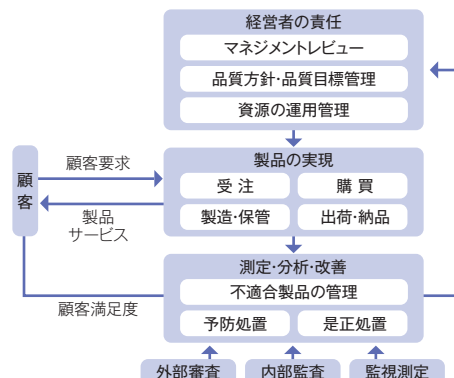 経営者の責任
マネジメントレビュー
品質方針・品質目標管理
資源の運用管理
顧客
顧客要求
製品
サービス
製品の実現
受 注
購 買
製造・保管
出荷・納品
顧客満足度
測定・分析・改善
不適合製品の管理
予防処置
是正処置
外部審査
内部監査
監視測定